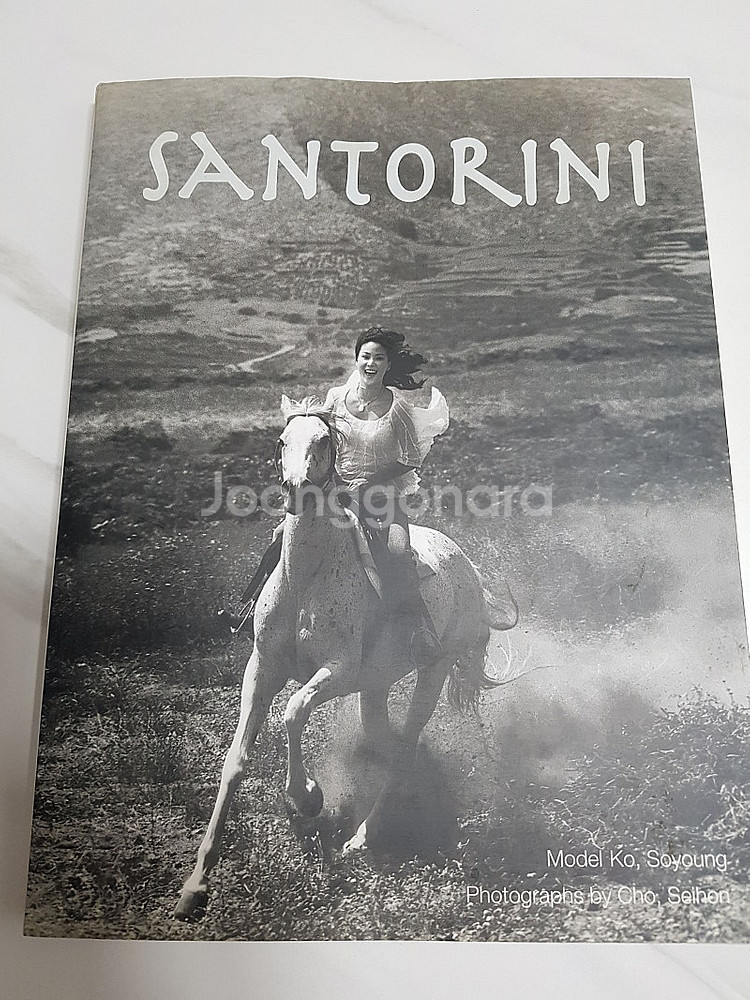 SANTORINI
Joonggonara
Model Ko, Soyoung
Photographs by Cho, Seihon